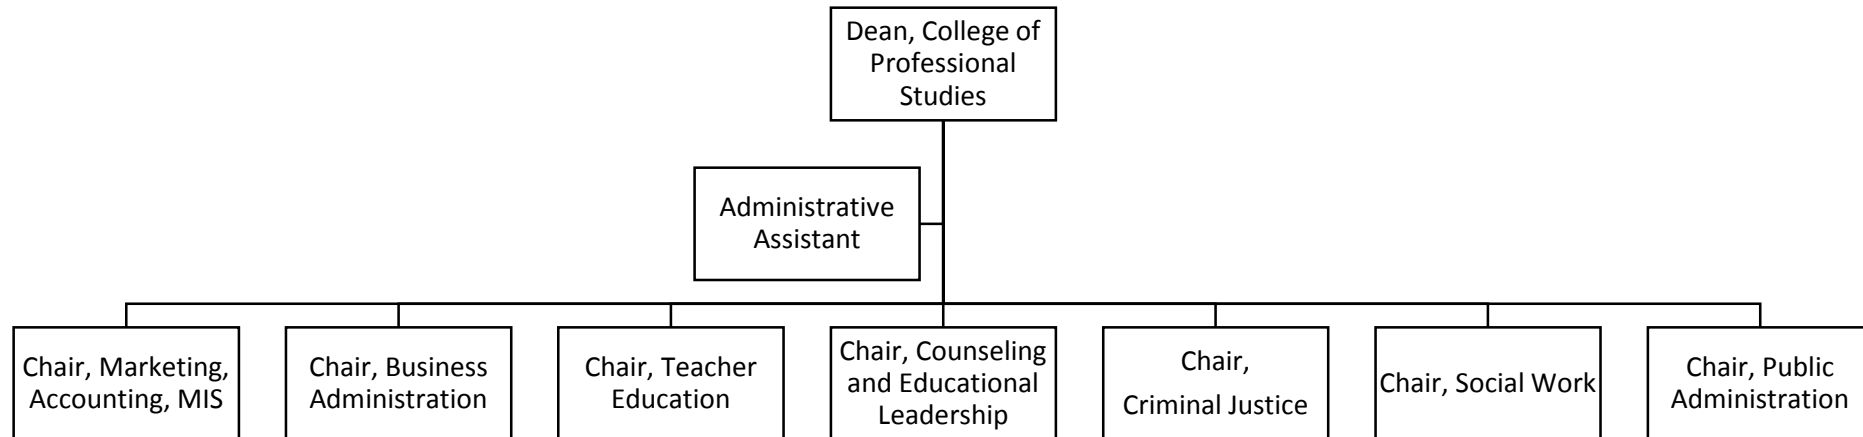 Dean, College of
Professional
Studies
Administrative
Assistant
Chair, Marketing,
Accounting, MIS
Chair, Business
Administration
Chair, Teacher
Education
Chair, Counseling
and Educational
Leadership
Chair,
Criminal Justice
Chair, Social Work
Chair, Public
Administration